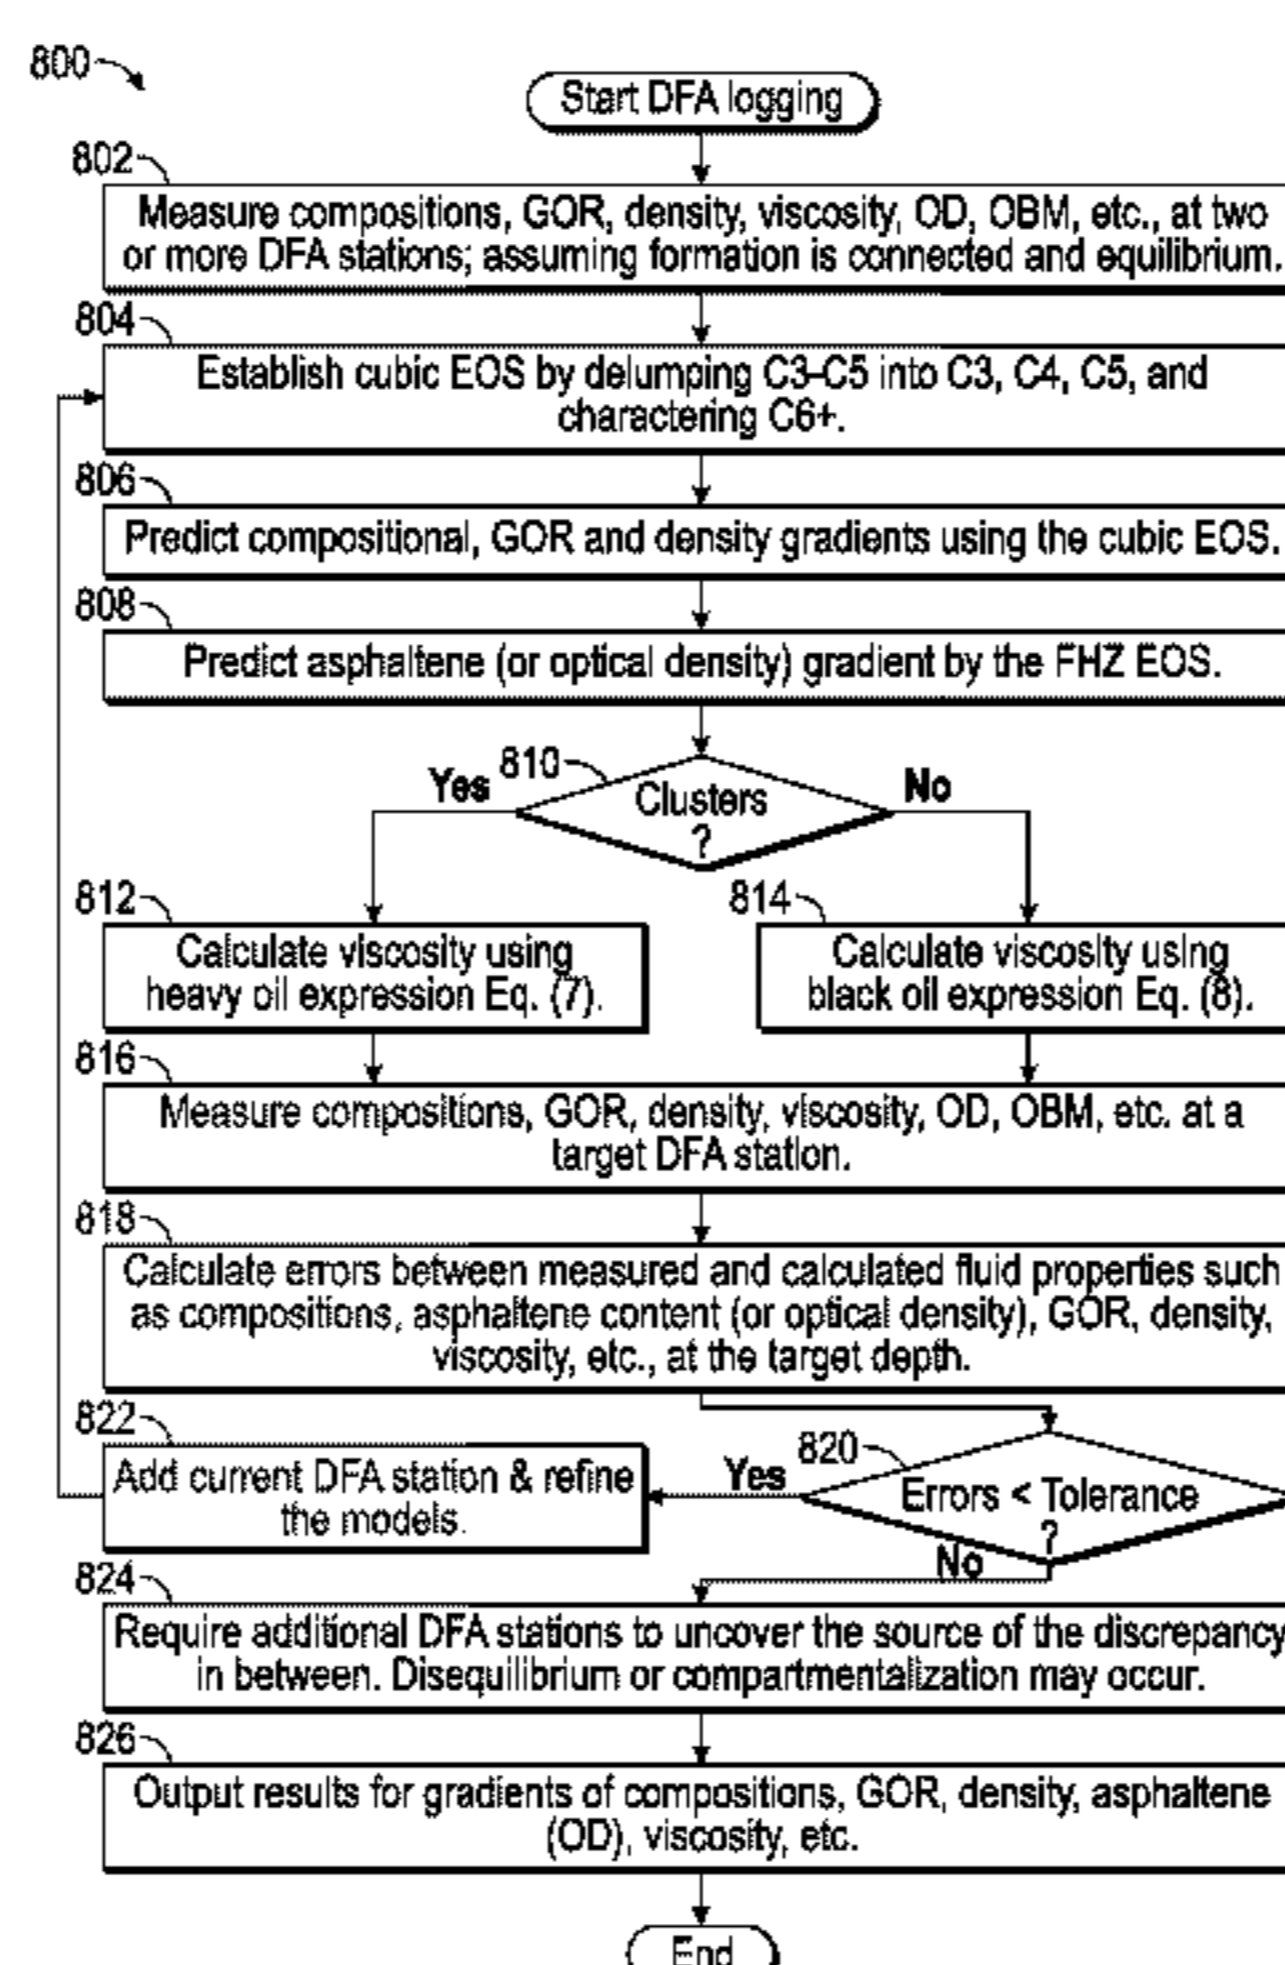 800
Start DFA logging
802
Measure compositions, GOR, density, viscosity, OD, OBM, etc., at two
or more DFA stations; assuming formation is connected and equilibrium.
804
Establish cubic EOS by delumping C3-C5 into C3, C4, C5, and
charactering C6+.
806
Predict compositional, GOR and density gradients using the cubic EOS.
808
Predict asphaltene (or optical density) gradient by the FHZ EOS.
810
Yes
No
Clusters
?
812
Calculate viscosity using
heavy oil expression Eq. (7).
814
Calculate viscosity using
black oil expression Eq. (8).
816
Measure compositions, GOR, density, viscosity, OD, OBM, etc. at a
target DFA station.
818
Calculate errors between measured and calculated fluid properties such
as compositions, asphaltene content (or optical density), GOR, density,
viscosity, etc., at the target depth.
822
Add current DFA station & refine
the models.
820
Yes
Errors < Tolerance
?
No
824
Require additional DFA stations to uncover the source of the discrepancy
in between. Disequilibrium or compartmentalization may occur.
826
Output results for gradients of compositions, GOR, density, asphaltene
(OD), viscosity, etc.
End